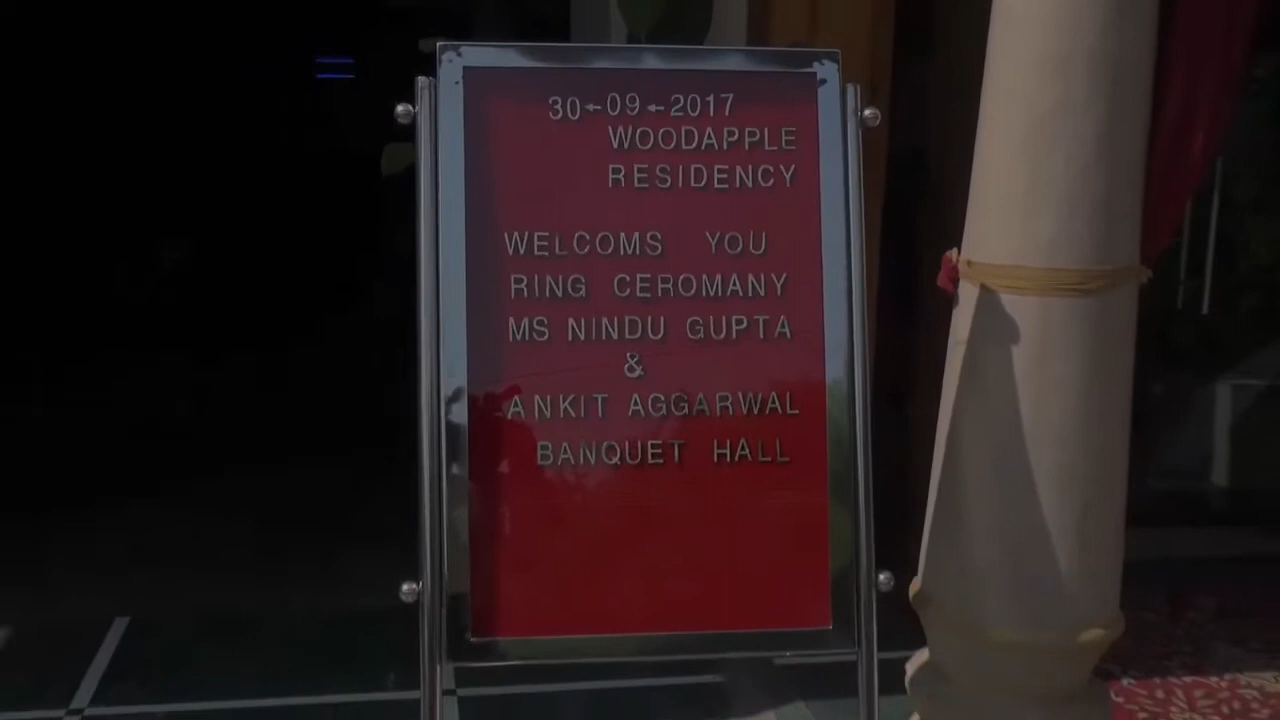 30←09←2017
WOODAPPLE
RESIDENCY
WELCOMS YOU
RING CEROMANY
MS NINDU GUPTA
&
ANKIT AGGARWAL
BANQUET HALL